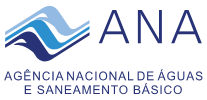 ANA
AGÊNCIA NACIONAL DE ÁGUAS
E SANEAMENTO BÁSICO